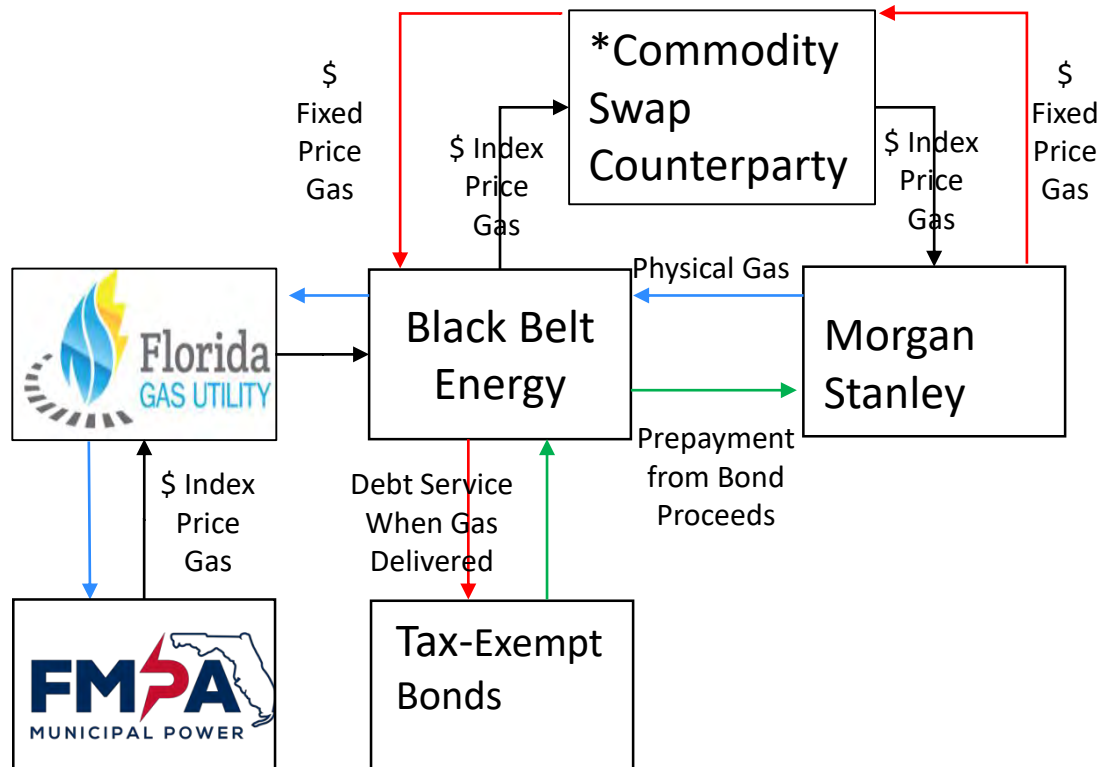 *Commodity
Swap
Counterparty
$
Fixed
Price
Gas
$ Index
Price
Gas
$ Index
Price
Gas
$
Fixed
Price
Gas
Florida
GAS UTILITY
Black Belt
Energy
Physical Gas
Morgan
Stanley
Prepayment
from Bond
Proceeds
$ Index
Price
Gas
Debt Service
When Gas
Delivered
FMPA
MUNICIPAL POWER
Tax-Exempt
Bonds